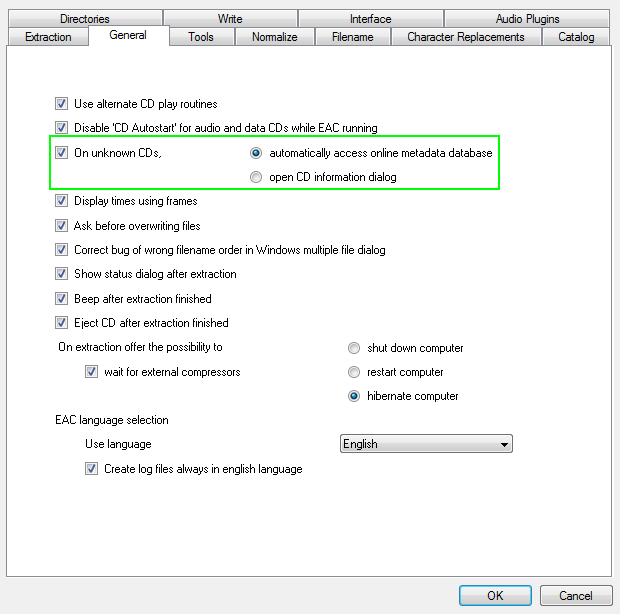 Directories Write Interface Audio Plugins
Extraction General Tools Normalize Filename Character Replacements Catalog
Use alternate CD play routines
Disable 'CD Autostart' for audio and data CDs while EAC running
On unknown CDs, automatically access online metadata database
open CD information dialog
Display times using frames
Ask before overwriting files
Correct bug of wrong filename order in Windows multiple file dialog
Show status dialog after extraction
Beep after extraction finished
Eject CD after extraction finished
On extraction offer the possibility to shut down computer
wait for external compressors restart computer
hibernate computer
EAC language selection
Use language English
Create log files always in english language
OK Cancel